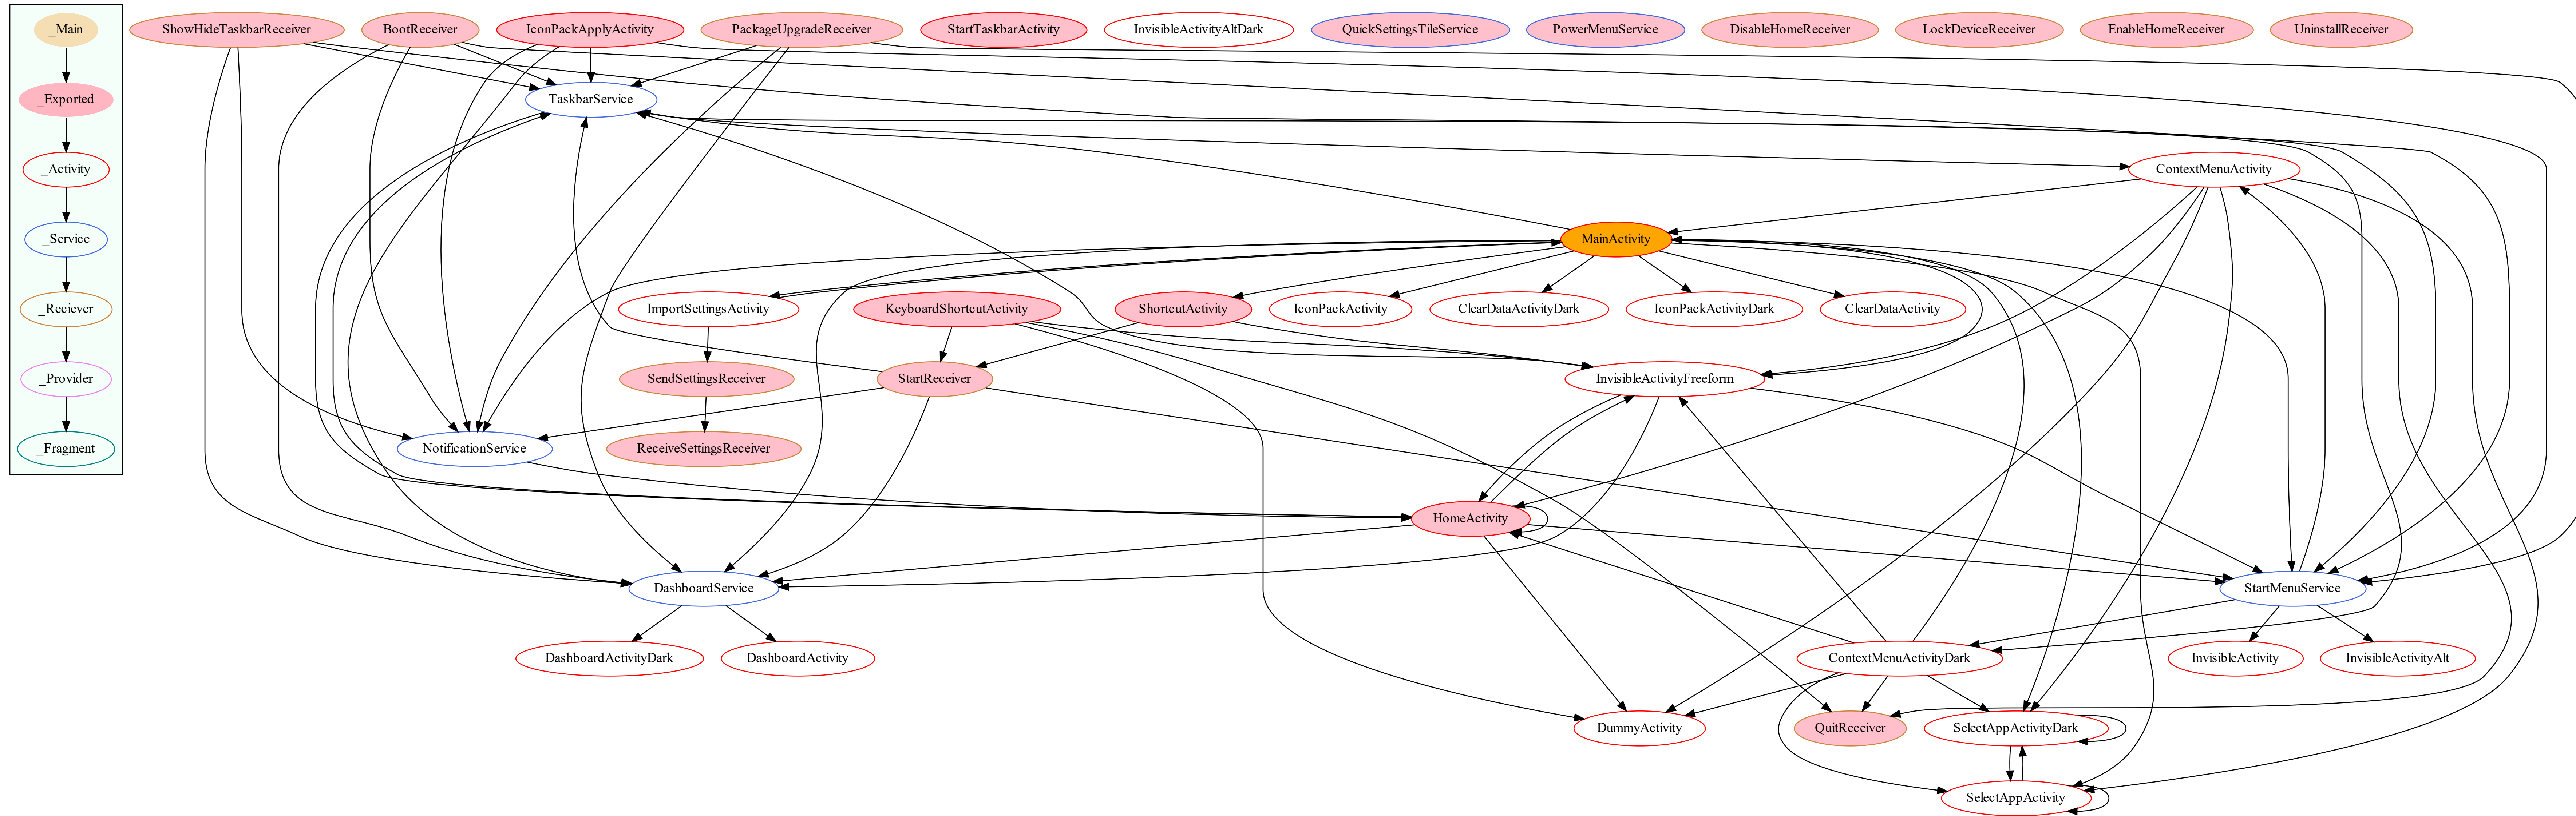 _Main
_Exported
_Activity
_Service
_Reciever
_Provider
_Fragment
ShowHideTaskbarReceiver
BootReceiver
IconPackApplyActivity
PackageUpgradeReceiver
StartTaskbarActivity
InvisibleActivityAltDark
QuickSettingsTileService
PowerMenuService
DisableHomeReceiver
LockDeviceReceiver
EnableHomeReceiver
UninstallReceiver
TaskbarService
ContextMenuActivity
MainActivity
ImportSettingsActivity
KeyboardShortcutActivity
ShortcutActivity
IconPackActivity
ClearDataActivityDark
IconPackActivityDark
ClearDataActivity
SendSettingsReceiver
StartReceiver
InvisibleActivityFreeform
NotificationService
ReceiveSettingsReceiver
HomeActivity
DashboardService
StartMenuService
DashboardActivityDark
DashboardActivity
ContextMenuActivityDark
InvisibleActivity
InvisibleActivityAlt
DummyActivity
QuitReceiver
SelectAppActivityDark
SelectAppActivity